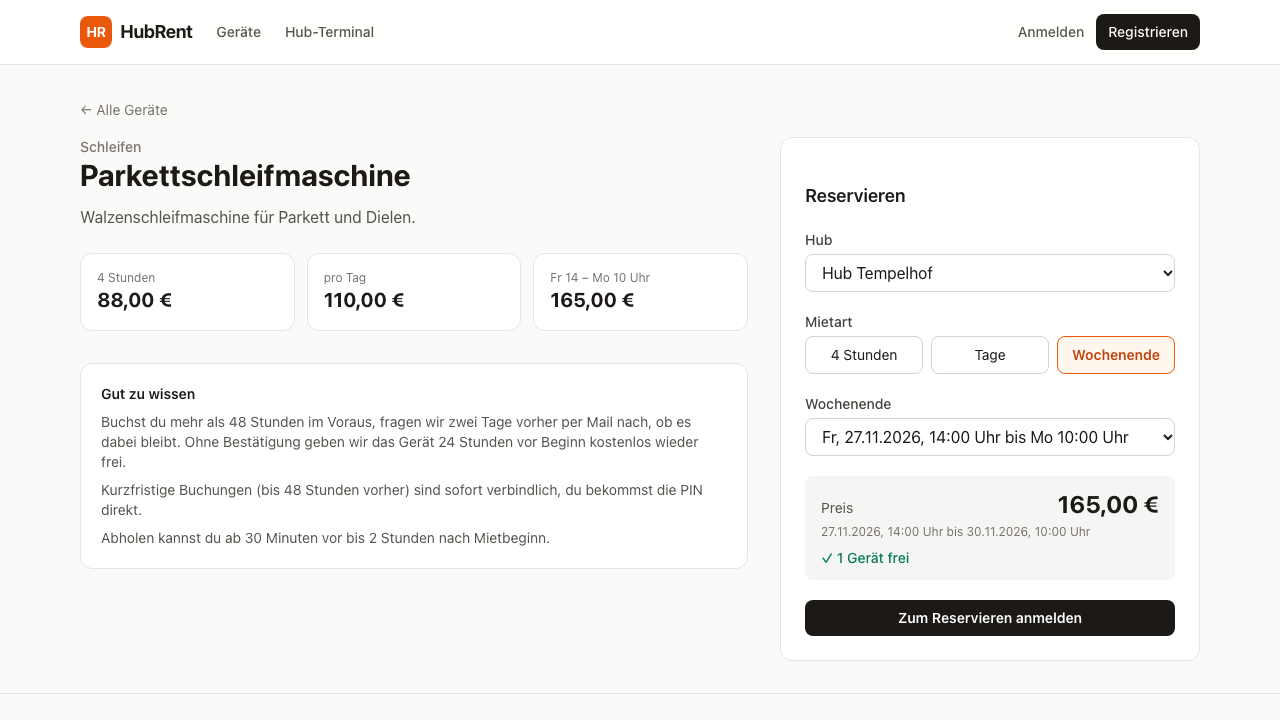 HR HubRent Geräte Hub-Terminal Anmelden Registrieren
← Alle Geräte
Schleifen
Parkettschleifmaschine
Walzenschleifmaschine für Parkett und Dielen.
4 Stunden
88,00 €
pro Tag
110,00 €
Fr 14 – Mo 10 Uhr
165,00 €
Gut zu wissen
Buchst du mehr als 48 Stunden im Voraus, fragen wir zwei Tage vorher per Mail nach, ob es
dabei bleibt. Ohne Bestätigung geben wir das Gerät 24 Stunden vor Beginn kostenlos wieder
frei.
Kurzfristige Buchungen (bis 48 Stunden vorher) sind sofort verbindlich, du bekommst die PIN
direkt.
Abholen kannst du ab 30 Minuten vor bis 2 Stunden nach Mietbeginn.
Reservieren
Hub
Hub Tempelhof
Mietart
4 Stunden Tage Wochenende
Wochenende
Fr, 27.11.2026, 14:00 Uhr bis Mo 10:00 Uhr
Preis 165,00 €
27.11.2026, 14:00 Uhr bis 30.11.2026, 10:00 Uhr
✓ 1 Gerät frei
Zum Reservieren anmelden